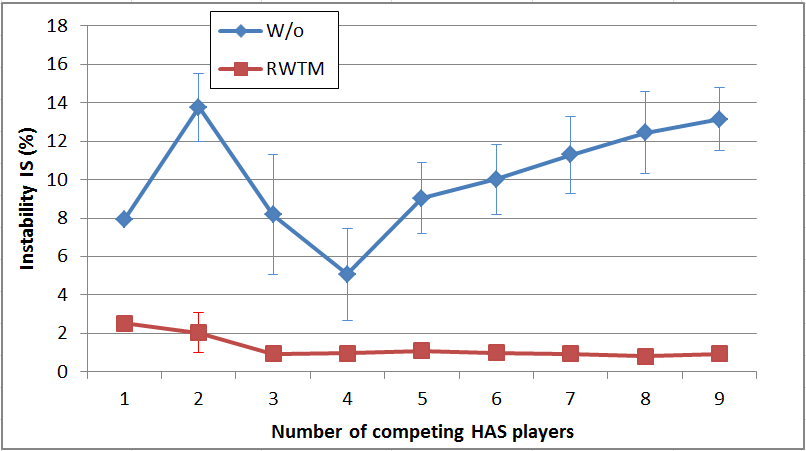 18
16
14
12
10
8
6
4
2
0
Instability IS (%)
W/o
RWTM
1 2 3 4 5 6 7 8 9
Number of competing HAS players